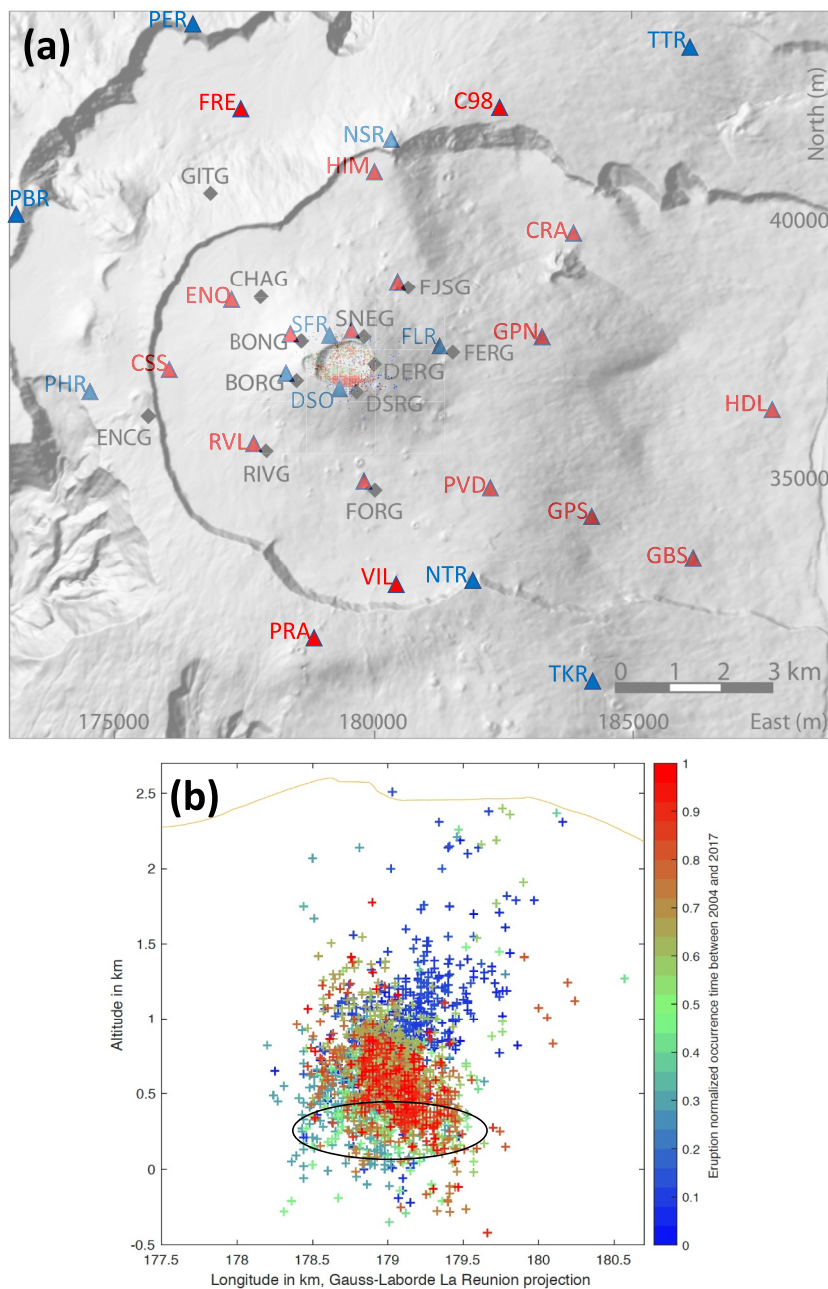 (a)
PER
TTR
FRE
C98
North (m)
NSR
HIM
GITG
PBR
40000
CRA
CHAG
ENO
FJSG
SFR
SNEG
BONG
FLR
GPN
FERG
CSS
DERG
BORG
PHR
DSO
DSRG
HDL
ENCG
RVL
RIVG
35000
PVD
FORG
GPS
GBS
VIL
NTR
PRA
TKR
0 1 2 3 km
175000 180000 185000 East (m)
(b)
2.5
2
1.5
1
0.5
0
-0.5
Altitude in km
177.5 178 178.5 179 179.5 180 180.5
Longitude in km, Gauss-Laborde La Reunion projection
1
0.9
0.8
0.7
0.6
0.5
0.4
0.3
0.2
0.1
0
Eruption normalized occurrence time between 2004 and 2017